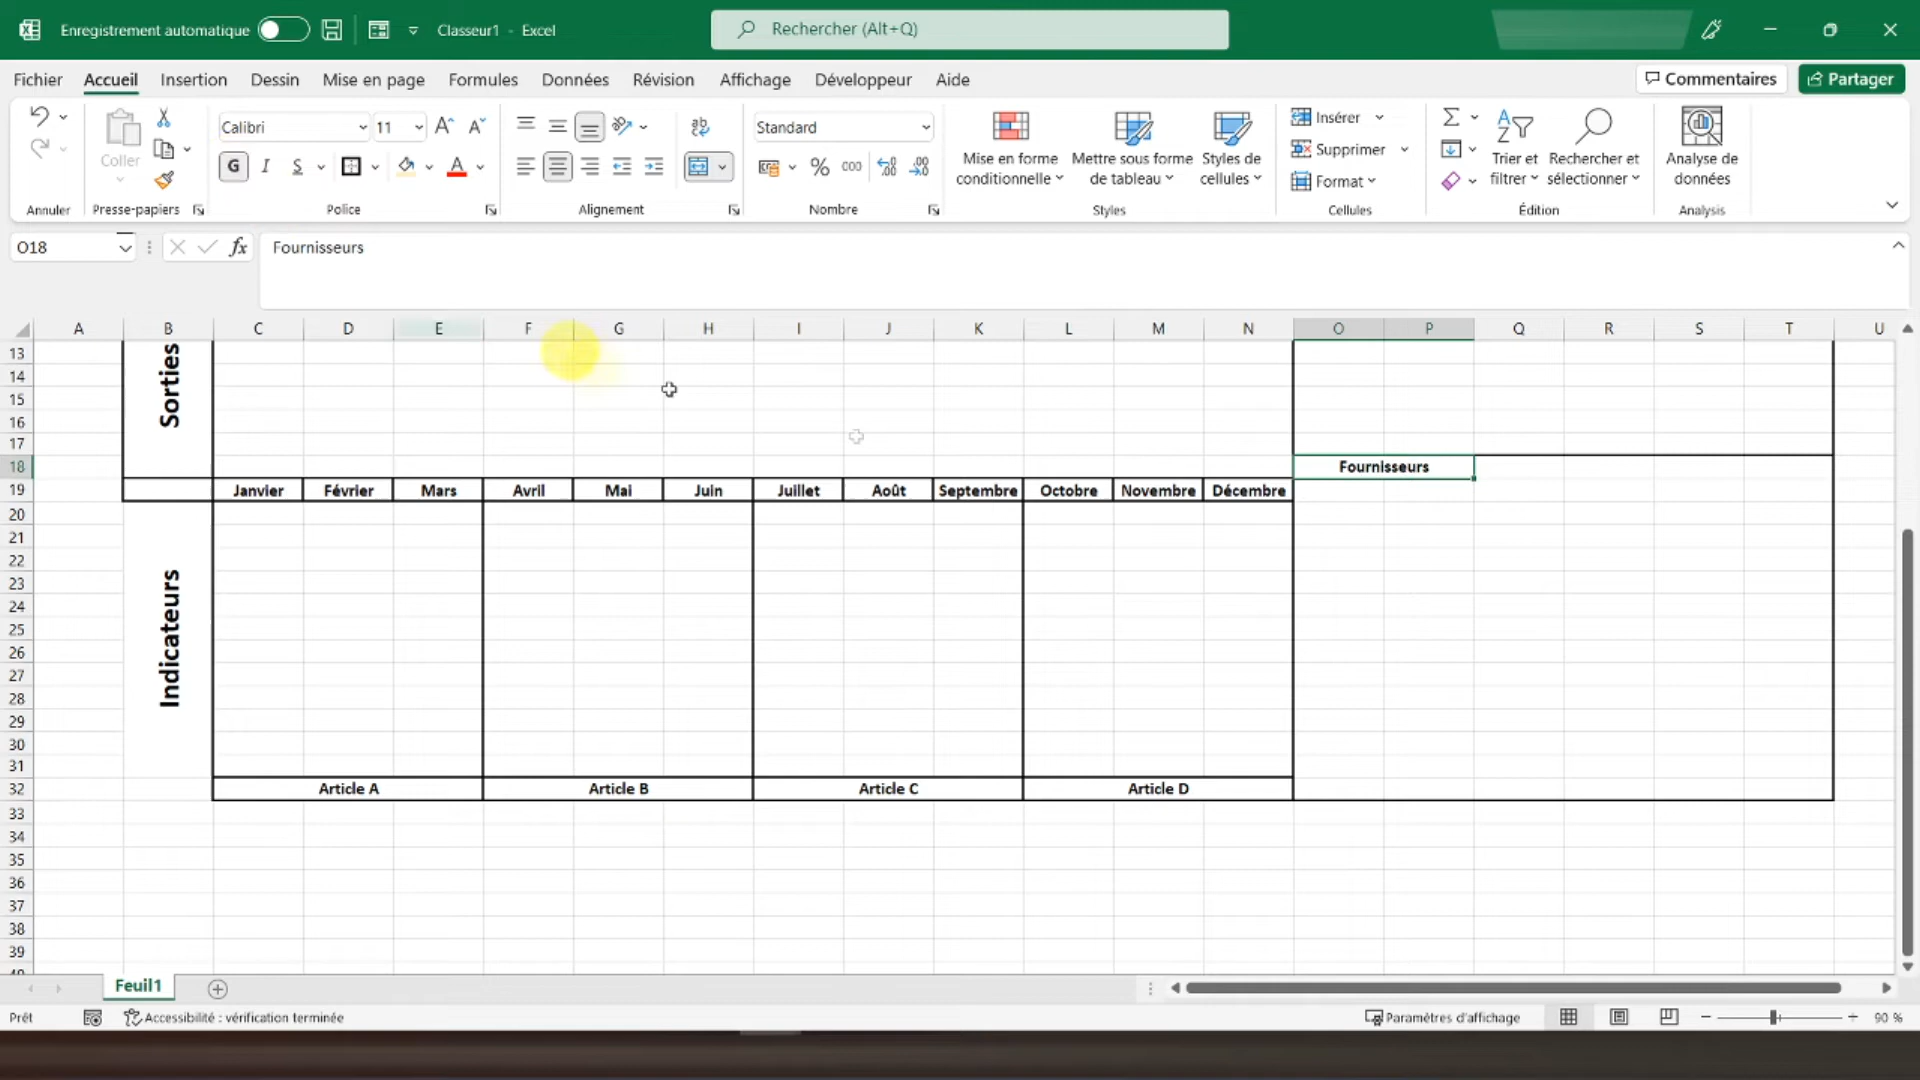 Enregistrement automatique Classeur1 - Excel Rechercher (Alt+Q)
Fichier Accueil Insertion Dessin Mise en page Formules Données Révision Affichage Développeur Aide Commentaires Partager
Coller
Calibri 11
G I S
Standard
% 000
Mise en forme conditionnelle
Mettre sous forme de tableau
Styles de cellules
Insérer
Supprimer
Format
Trier et filtrer
Rechercher et sélectionner
Analyse de données
Annuler Presse-papiers Police Alignement Nombre Styles Cellules Édition Analysis
O18 fx Fournisseurs
A B C D E F G H I J K L M N O P Q R S T U
13
14
15
16
17
18
19
20
21
22
23
24
25
26
27
28
29
30
31
32
33
34
35
36
37
38
39
Sorties
Fournisseurs
Janvier Février Mars Avril Mai Juin Juillet Août Septembre Octobre Novembre Décembre
Indicateurs
Article A Article B Article C Article D
Feuil1
Prêt Accessibilité : vérification terminée Paramètres d'affichage 90 %